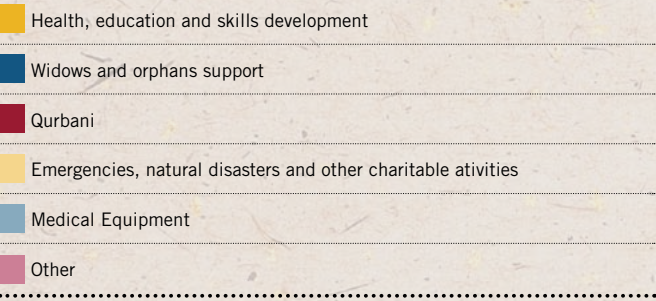 Health, education and skills development
Widows and orphans support
Qurbani
Emergencies, natural disasters and other charitable ativities
Medical Equipment
Other